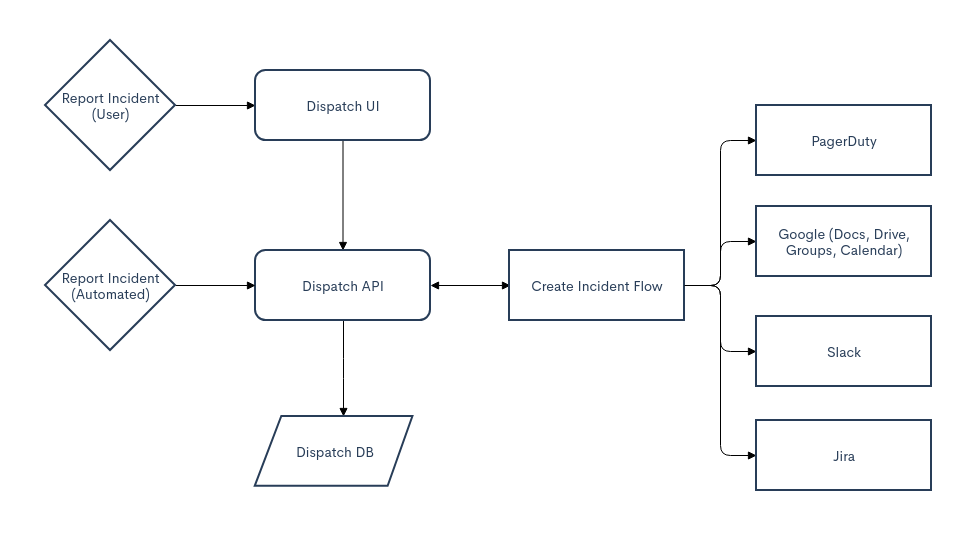 Report Incident
(User)
Dispatch UI
PagerDuty
Google (Docs, Drive,
Groups, Calendar)
Report Incident
(Automated)
Dispatch API
Create Incident Flow
Slack
Dispatch DB
Jira